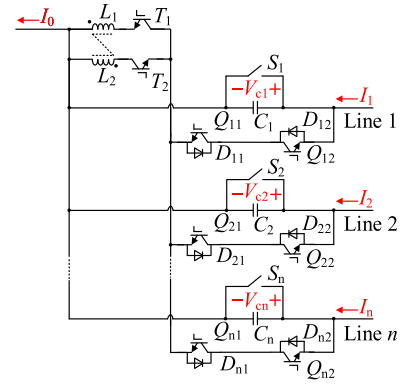 I0
L1 T1
L2 T2
S1
−Vc1+
I1
Q11 C1 D12 Line 1
D11 Q12
S2
−Vc2+
I2
Q21 C2 D22 Line 2
D21 Q22
Sn
−Vcn+
In
Qn1 Cn Dn2 Line n
Dn1 Qn2